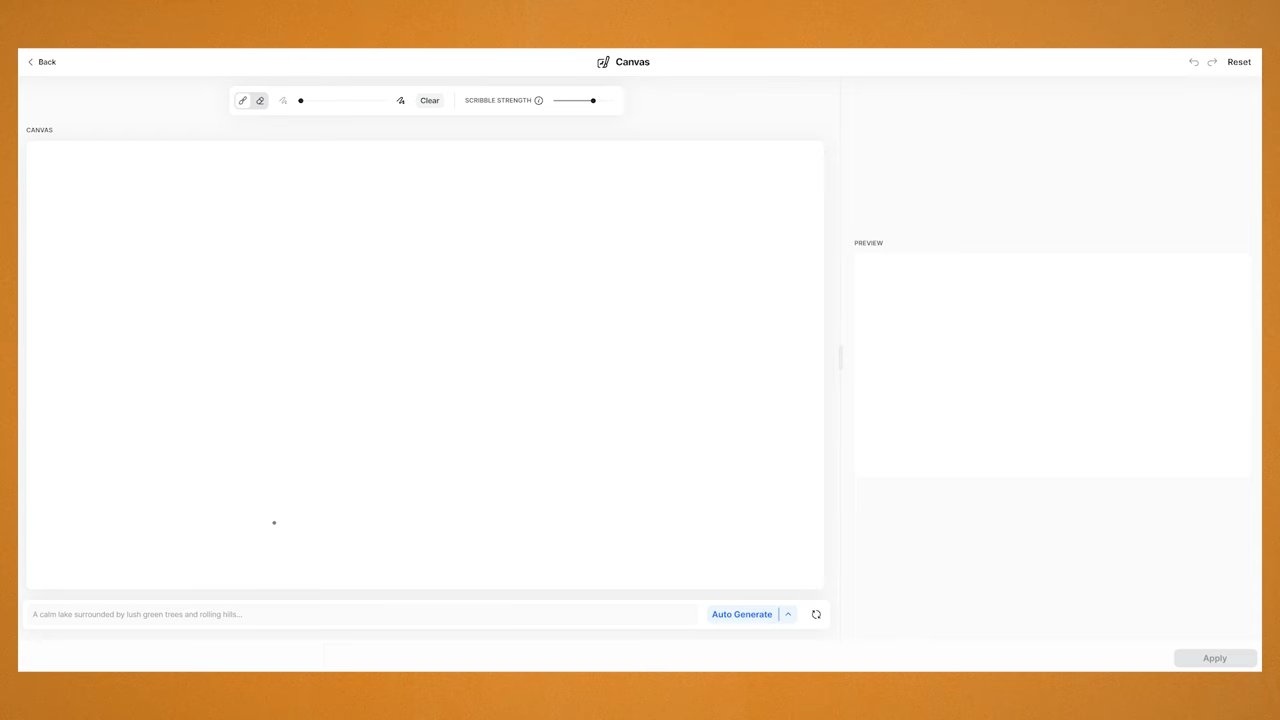 Back
Canvas
Reset
Clear
SCRIBBLE STRENGTH
CANVAS
PREVIEW
A calm lake surrounded by lush green trees and rolling hills...
Auto Generate
Apply